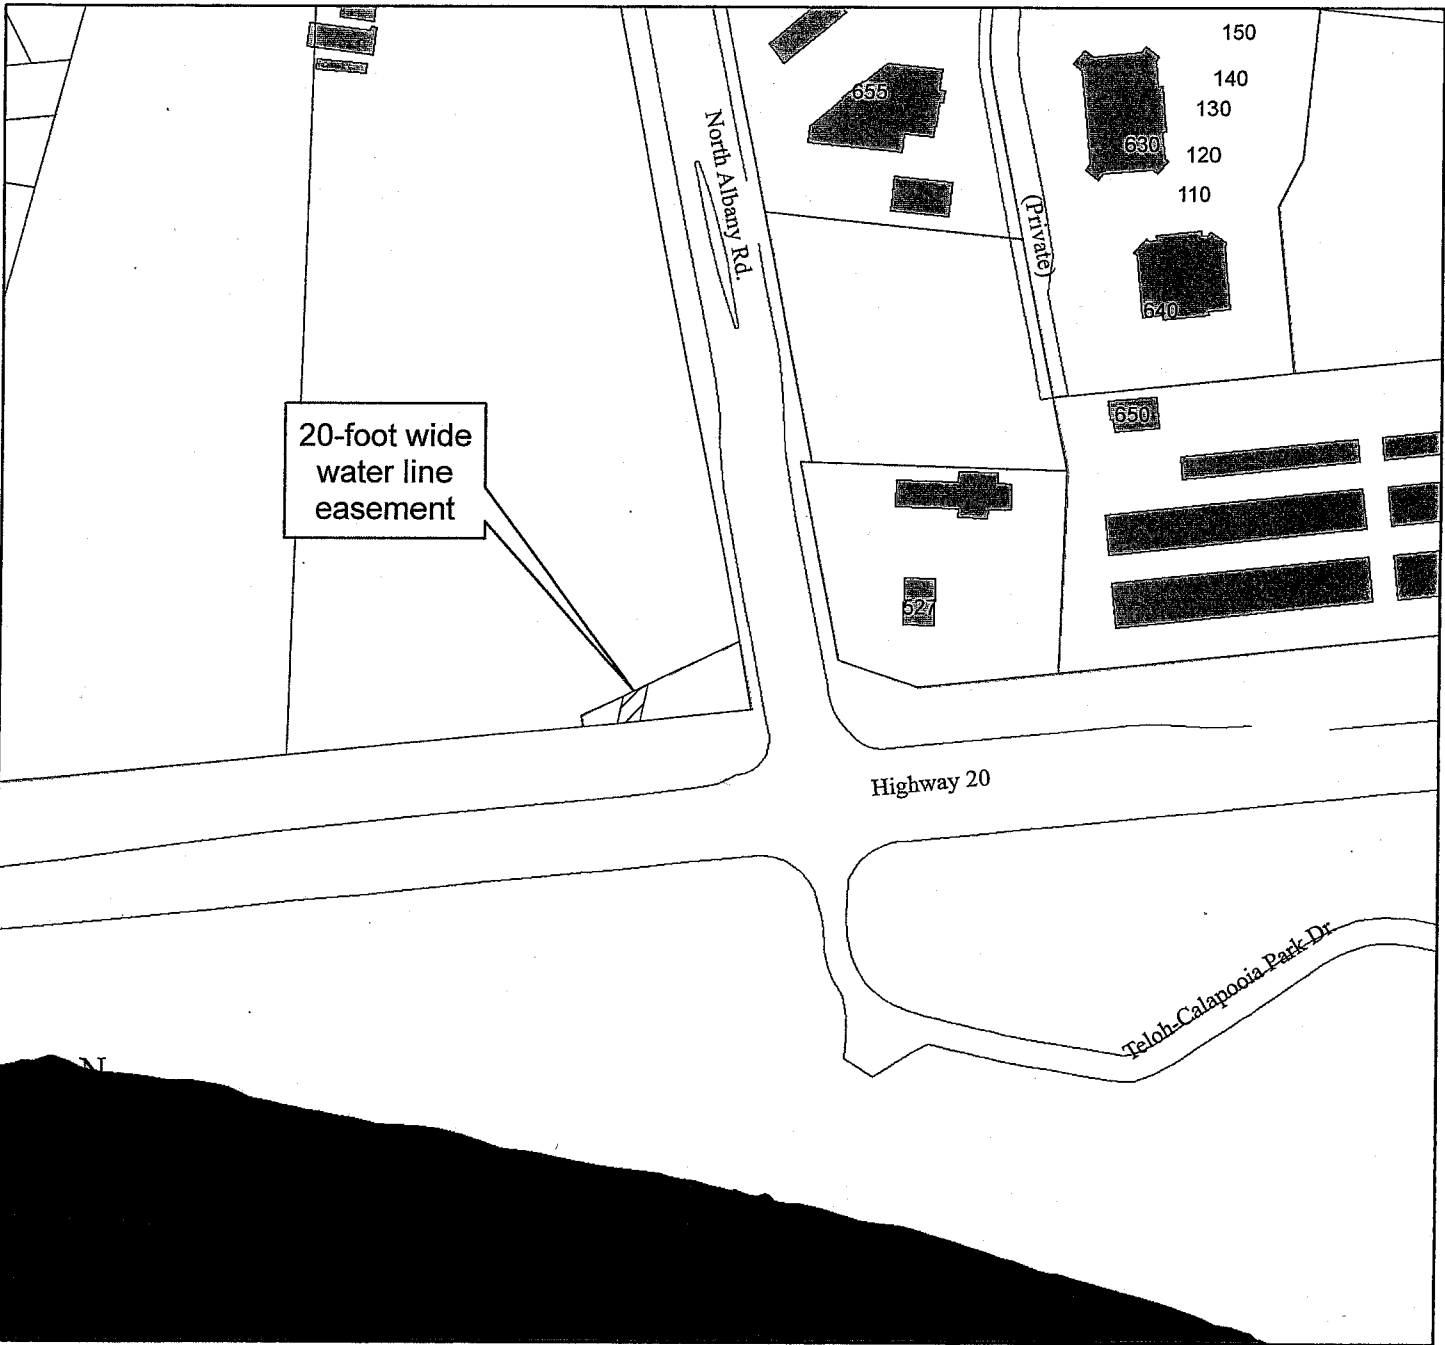 150
140
130
120
110
655
630
North Albany Rd.
(Private)
640
650
20-foot wide
water line
easement
527
Highway 20
Teloh-Calapooia Park Dr.
N